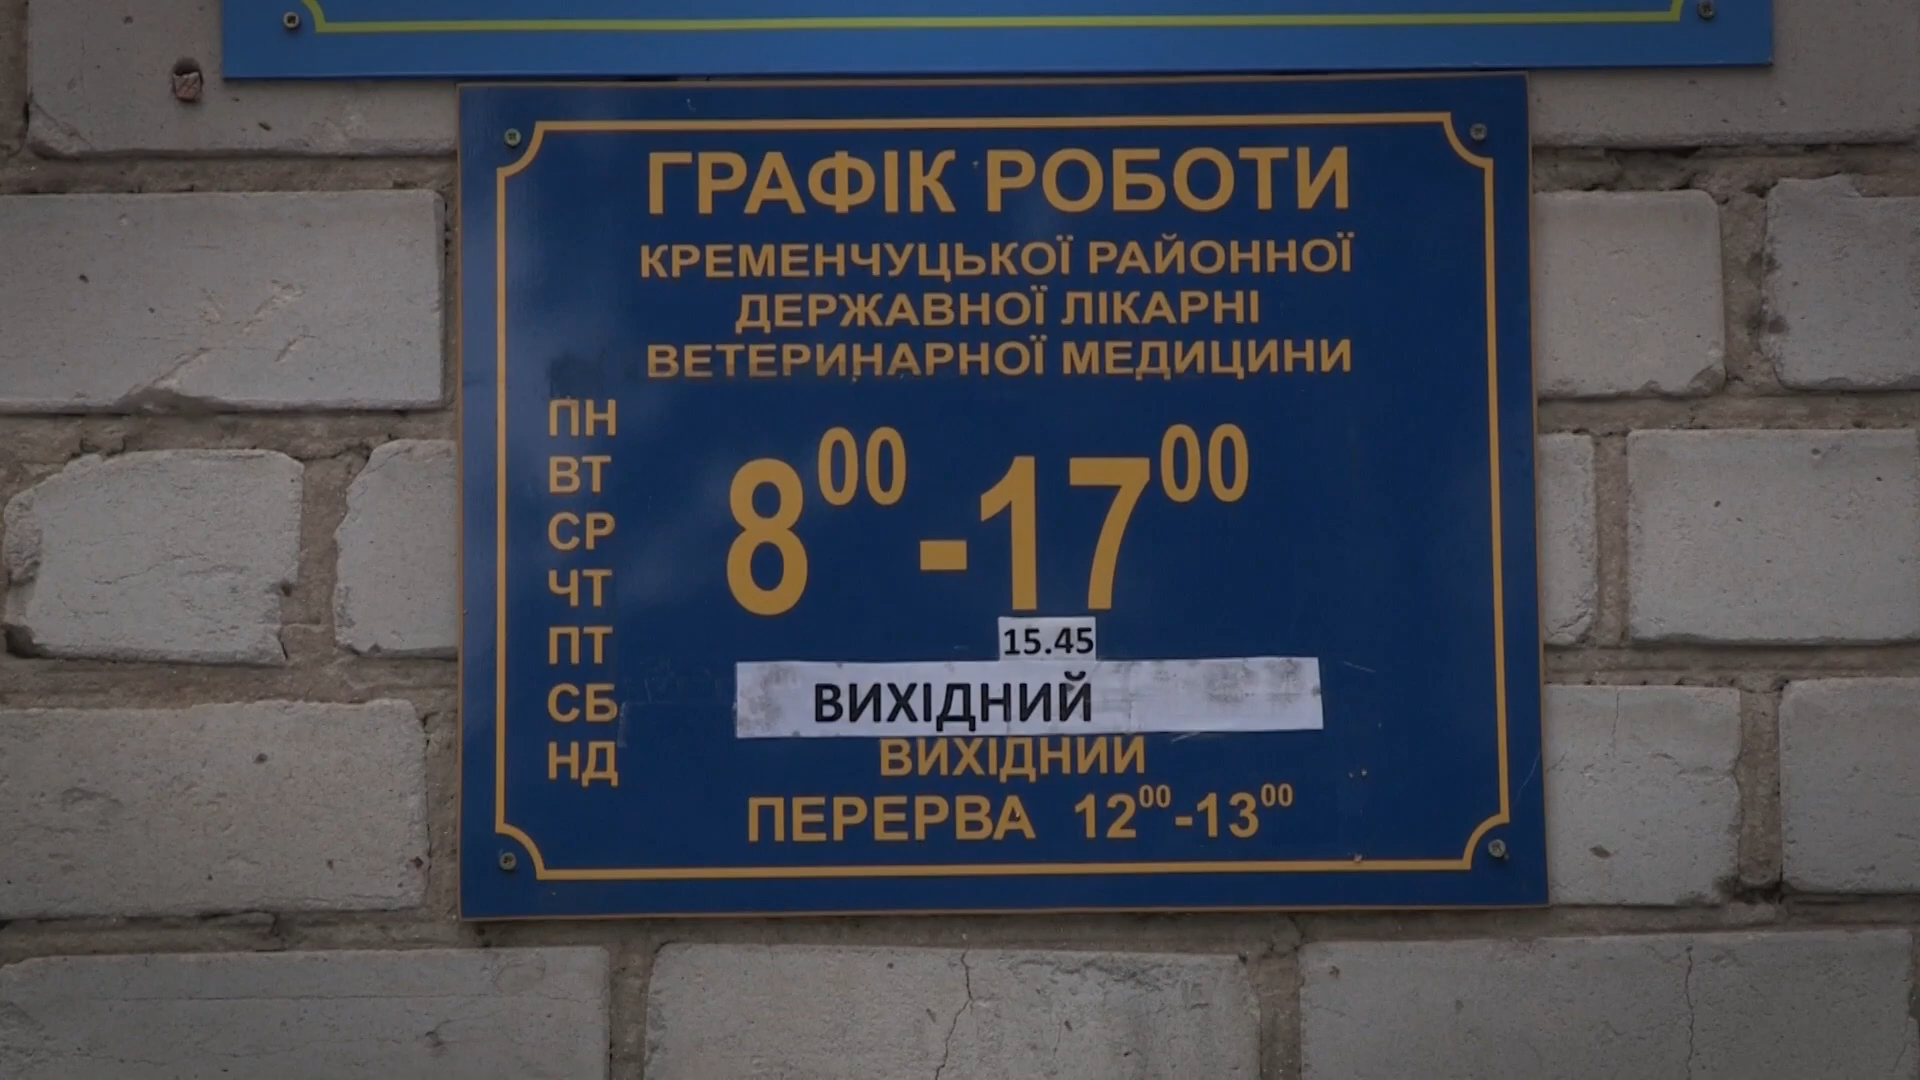 ГРАФІК РОБОТИ
КРЕМЕНЧУЦЬКОЇ РАЙОННОЇ
ДЕРЖАВНОЇ ЛІКАРНІ
ВЕТЕРИНАРНОЇ МЕДИЦИНИ
ПН
ВТ 8⁰⁰-17⁰⁰
СР
ЧТ
ПТ 15.45
СБ ВИХІДНИЙ
НД ВИХІДНИЙ
ПЕРЕРВА 12⁰⁰-13⁰⁰